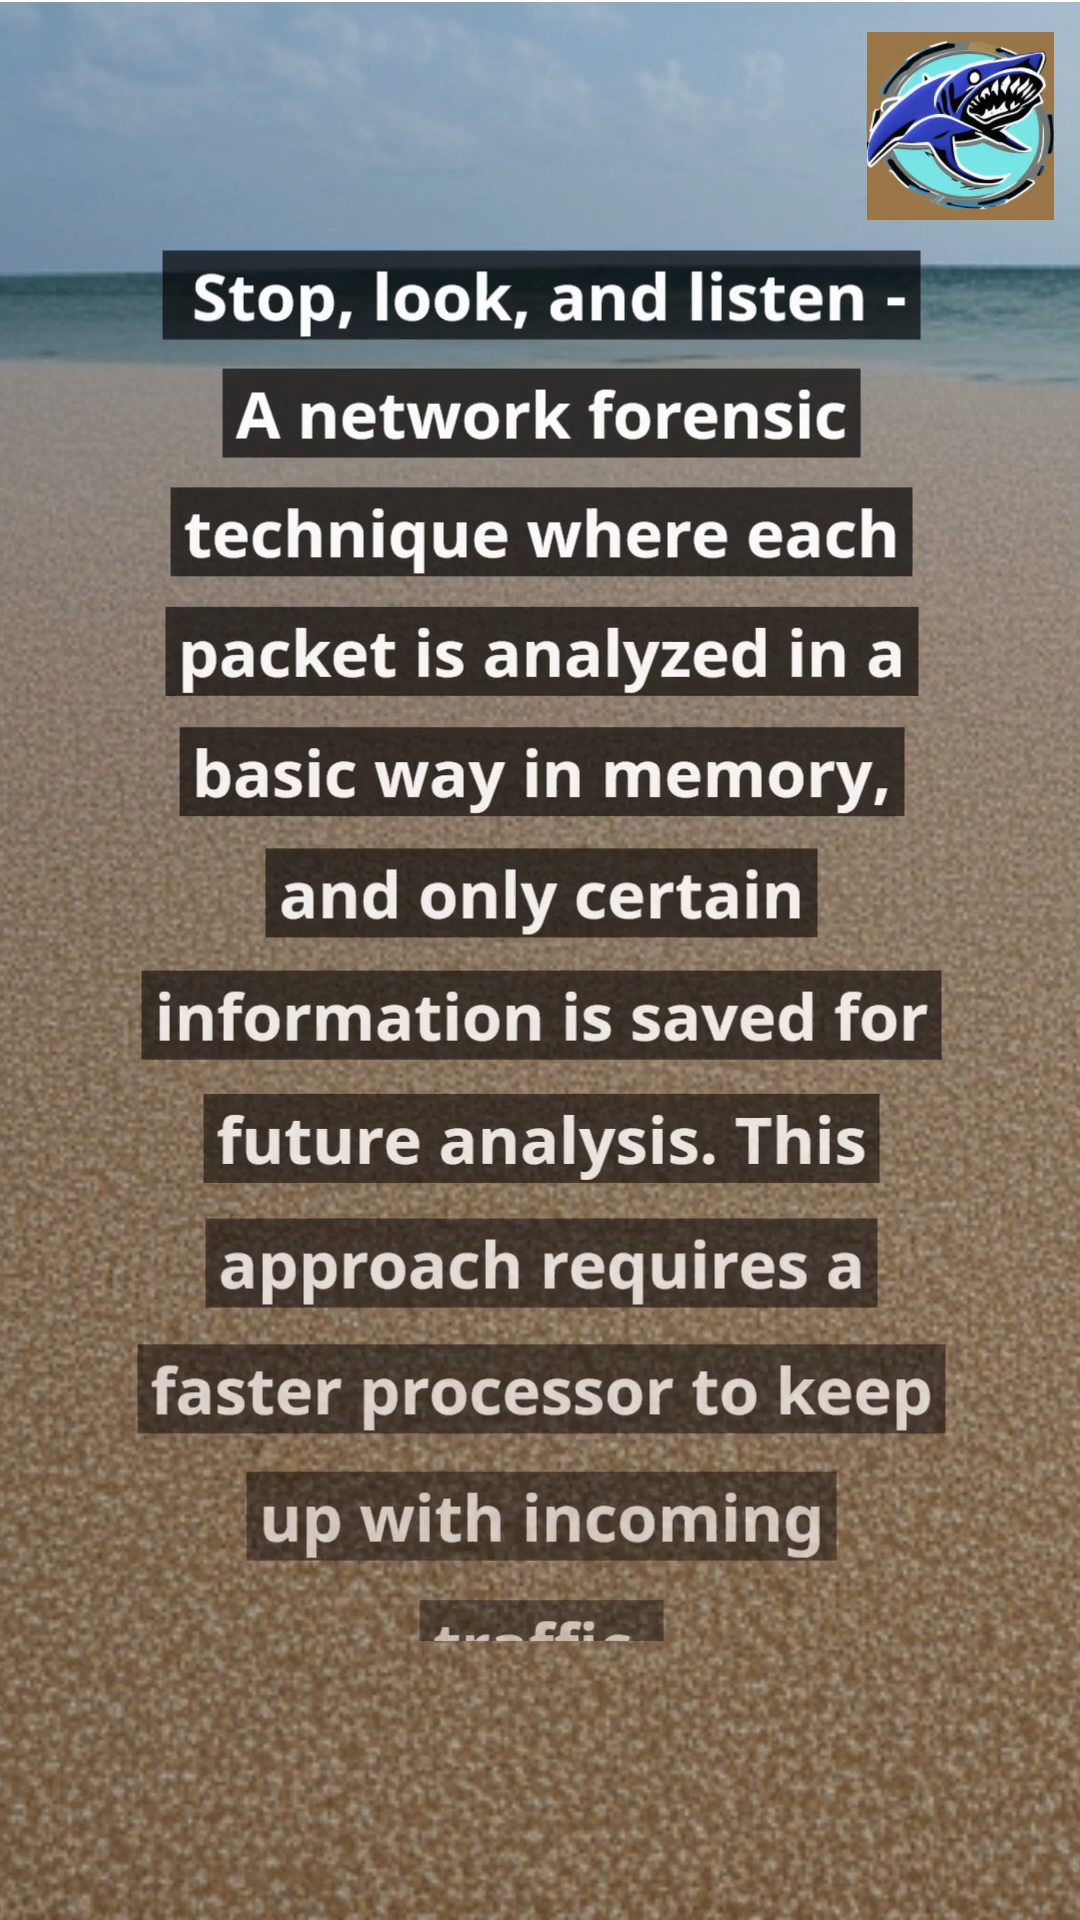 Stop, look, and listen -
A network forensic
technique where each
packet is analyzed in a
basic way in memory,
and only certain
information is saved for
future analysis. This
approach requires a
faster processor to keep
up with incoming
traffic.